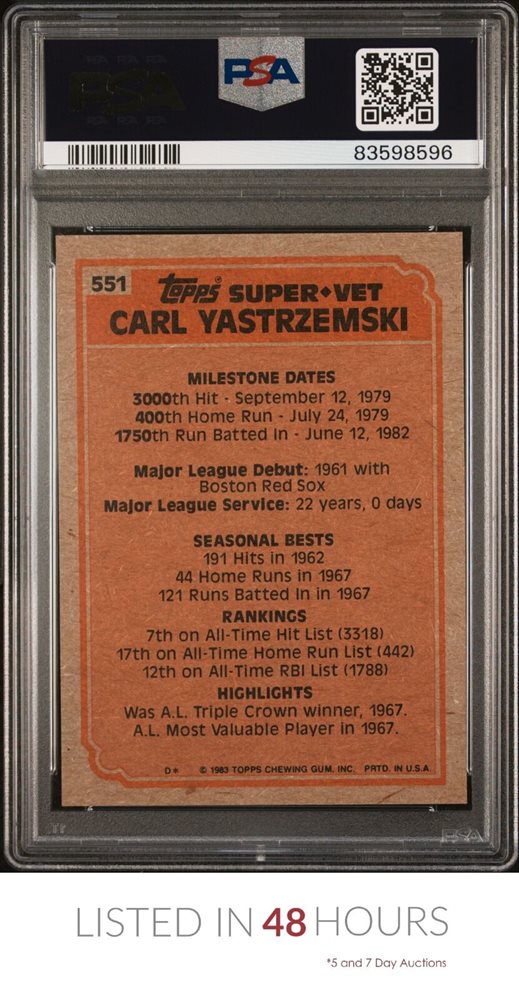 PSA
PSA
83598596
551
Topps SUPER♦VET
CARL YASTRZEMSKI
MILESTONE DATES
3000th Hit - September 12, 1979
400th Home Run - July 24, 1979
1750th Run Batted In - June 12, 1982
Major League Debut: 1961 with
Boston Red Sox
Major League Service: 22 years, 0 days
SEASONAL BESTS
191 Hits in 1962
44 Home Runs in 1967
121 Runs Batted In in 1967
RANKINGS
7th on All-Time Hit List (3318)
17th on All-Time Home Run List (442)
12th on All-Time RBI List (1788)
HIGHLIGHTS
Was A.L. Triple Crown winner, 1967.
A.L. Most Valuable Player in 1967.
D* © 1983 TOPPS CHEWING GUM, INC. PRTD. IN U.S.A.
PSA
LISTED IN 48 HOURS
*5 and 7 Day Auctions